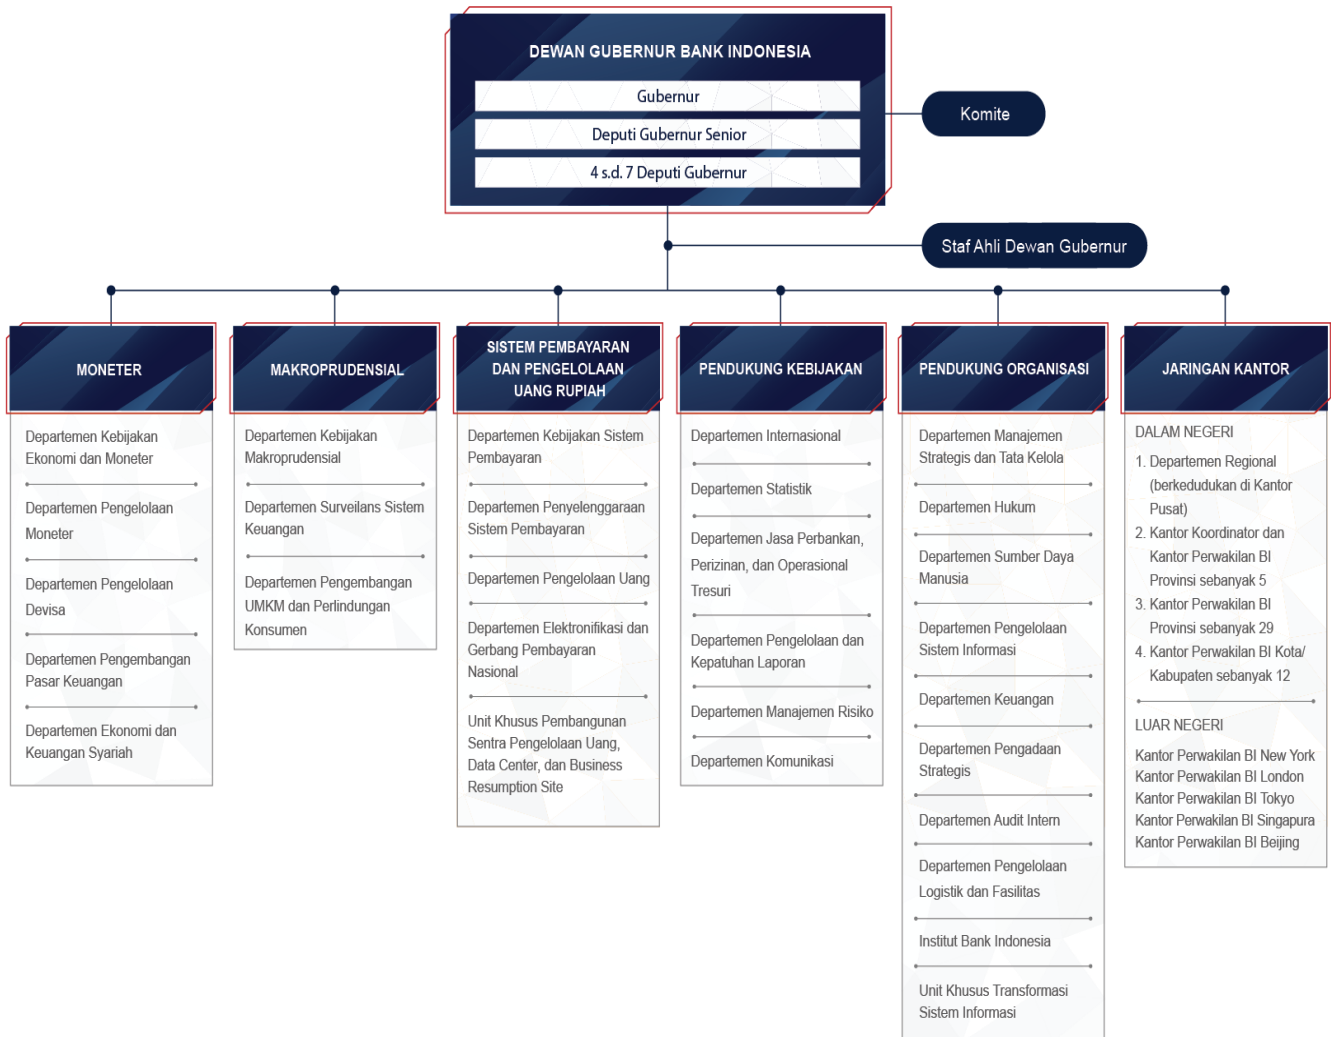 DEWAN GUBERNUR BANK INDONESIA
Gubernur
Deputi Gubernur Senior
4 s.d. 7 Deputi Gubernur
Komite
Staf Ahli Dewan Gubernur
MONETER
Departemen Kebijakan
Ekonomi dan Moneter
Departemen Pengelolaan
Moneter
Departemen Pengelolaan
Devisa
Departemen Pengembangan
Pasar Keuangan
Departemen Ekonomi dan
Keuangan Syariah
MAKROPRUDENSIAL
Departemen Kebijakan
Makroprudensial
Departemen Surveilans Sistem
Keuangan
Departemen Pengembangan
UMKM dan Perlindungan
Konsumen
SISTEM PEMBAYARAN
DAN PENGELOLAAN
UANG RUPIAH
Departemen Kebijakan Sistem
Pembayaran
Departemen Penyelenggaraan
Sistem Pembayaran
Departemen Pengelolaan Uang
Departemen Elektronifikasi dan
Gerbang Pembayaran
Nasional
Unit Khusus Pembangunan
Sentra Pengelolaan Uang,
Data Center, dan Business
Resumption Site
PENDUKUNG KEBIJAKAN
Departemen Internasional
Departemen Statistik
Departemen Jasa Perbankan,
Perizinan, dan Operasional
Tresuri
Departemen Pengelolaan dan
Kepatuhan Laporan
Departemen Manajemen Risiko
Departemen Komunikasi
PENDUKUNG ORGANISASI
Departemen Manajemen
Strategis dan Tata Kelola
Departemen Hukum
Departemen Sumber Daya
Manusia
Departemen Pengelolaan
Sistem Informasi
Departemen Keuangan
Departemen Pengadaan
Strategis
Departemen Audit Intern
Departemen Pengelolaan
Logistik dan Fasilitas
Institut Bank Indonesia
Unit Khusus Transformasi
Sistem Informasi
JARINGAN KANTOR
DALAM NEGERI
1. Departemen Regional
(berkedudukan di Kantor
Pusat)
2. Kantor Koordinator dan
Kantor Perwakilan BI
Provinsi sebanyak 5
3. Kantor Perwakilan BI
Provinsi sebanyak 29
4. Kantor Perwakilan BI Kota/
Kabupaten sebanyak 12
LUAR NEGERI
Kantor Perwakilan BI New York
Kantor Perwakilan BI London
Kantor Perwakilan BI Tokyo
Kantor Perwakilan BI Singapura
Kantor Perwakilan BI Beijing